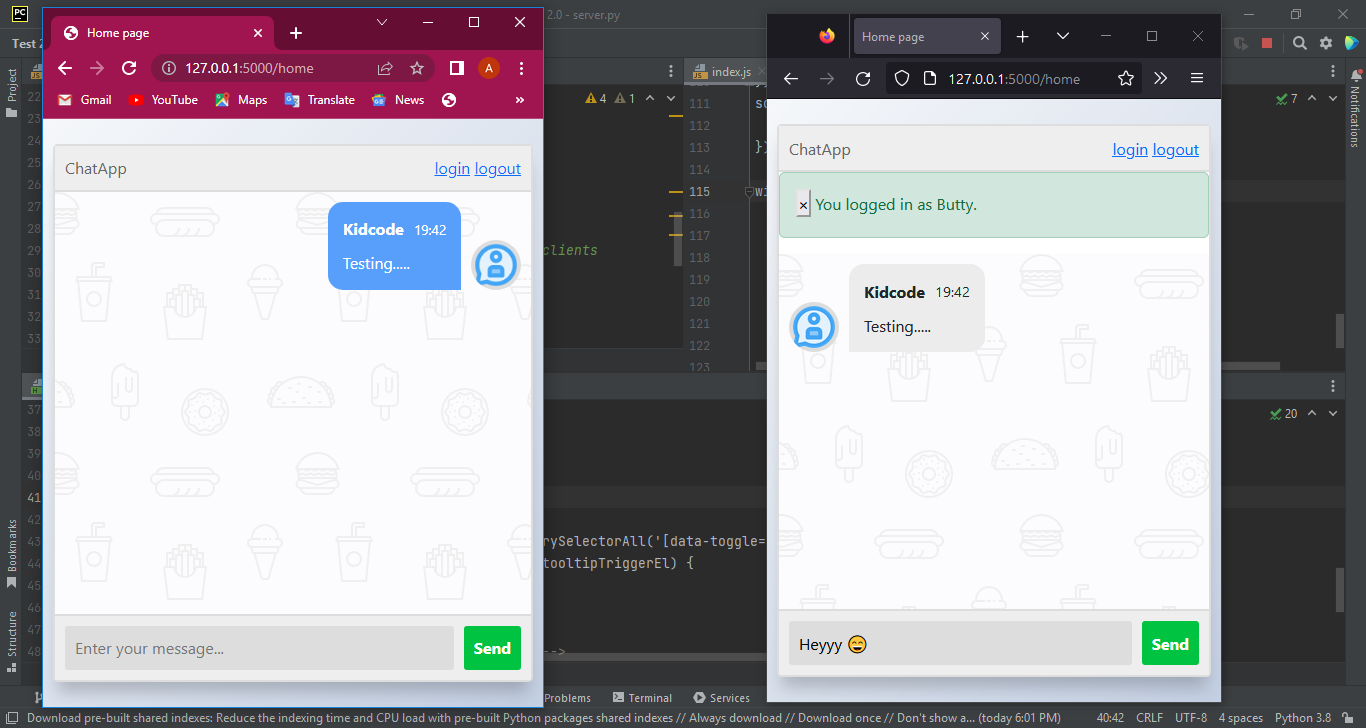 PC
2.0 - server.py
Test 2
Home page
127.0.0.1:5000/home
A
Gmail
YouTube
Maps
Translate
News
»
ChatApp
login logout
Kidcode 19:42
Testing.....
Enter your message...
Send
Home page
127.0.0.1:5000/home
ChatApp
login logout
× You logged in as Butty.
Kidcode 19:42
Testing.....
Heyyy 😄
Send
Project
Bookmarks
Structure
Notifications
index.js
4
1
7
20
22
23
24
25
26
27
28
29
30
31
32
33
111
112
113
114
115
116
117
118
119
120
121
122
123
})
clients
37
38
39
40
41
42
43
44
45
46
47
48
rySelectorAll('[data-toggle=
tooltipTriggerEl) {
-->
Problems
Terminal
Services
Download pre-built shared indexes: Reduce the indexing time and CPU load with pre-built Python packages shared indexes // Always download // Download once // Don't show a... (today 6:01 PM)
40:42
CRLF
UTF-8
4 spaces
Python 3.8